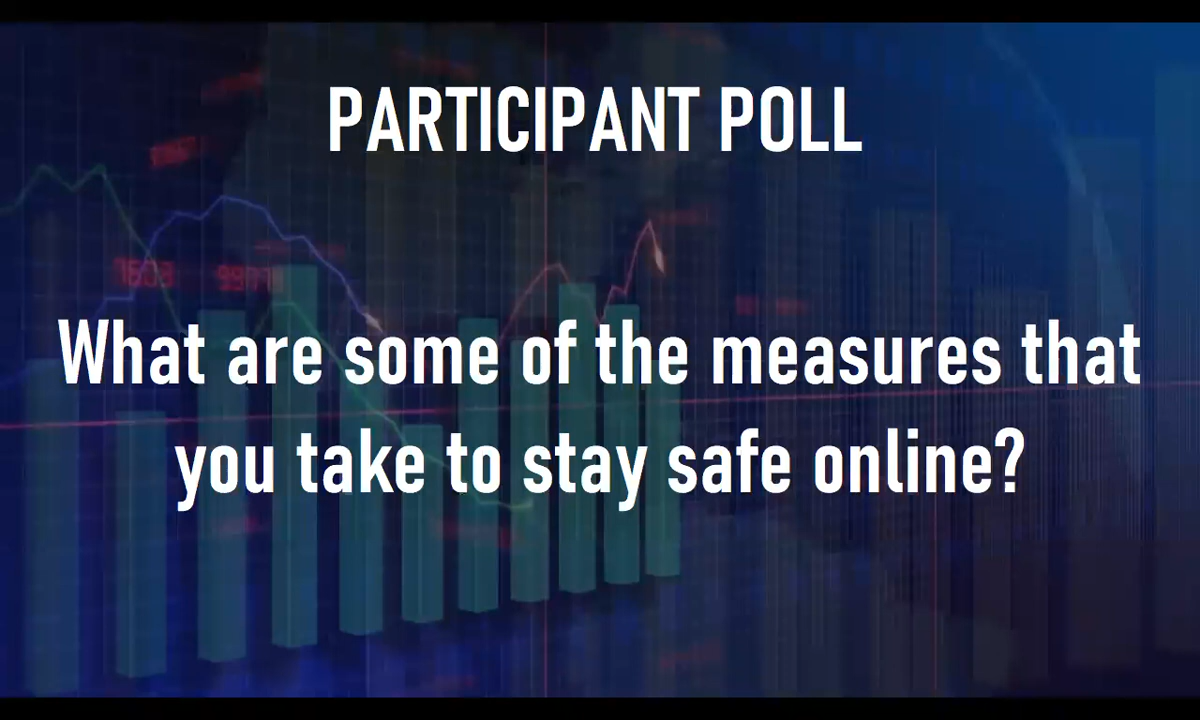 PARTICIPANT POLL
What are some of the measures that
you take to stay safe online?